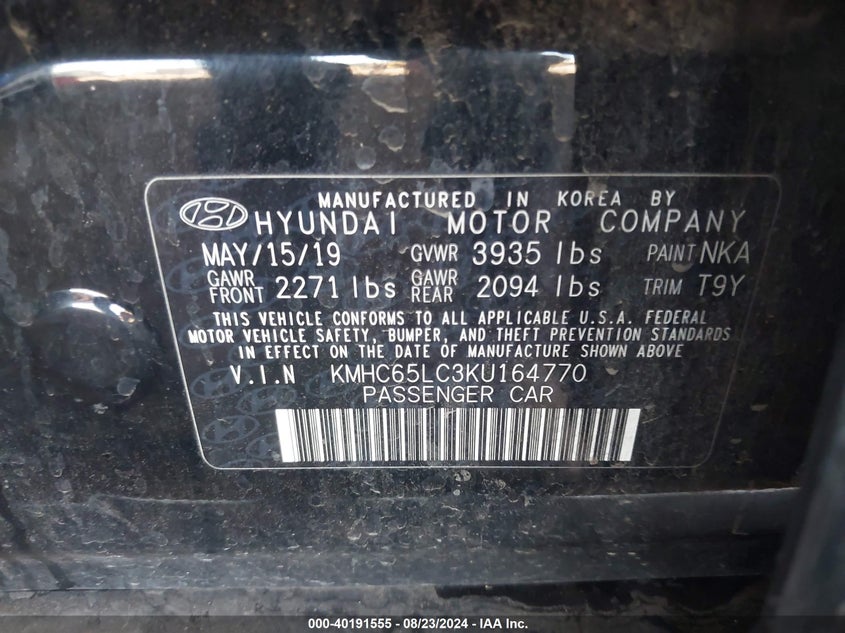 MANUFACTURED IN KOREA BY
HYUNDAI MOTOR COMPANY
MAY/15/19 GVWR 3935 lbs PAINT NKA
GAWR FRONT 2271 lbs GAWR REAR 2094 lbs TRIM T9Y
THIS VEHICLE CONFORMS TO ALL APPLICABLE U.S.A. FEDERAL
MOTOR VEHICLE SAFETY, BUMPER, AND THEFT PREVENTION STANDARDS
IN EFFECT ON THE DATE OF MANUFACTURE SHOWN ABOVE
V.I.N KMHC65LC3KU164770
PASSENGER CAR
000-40191555 - 08/23/2024 - IAA Inc.